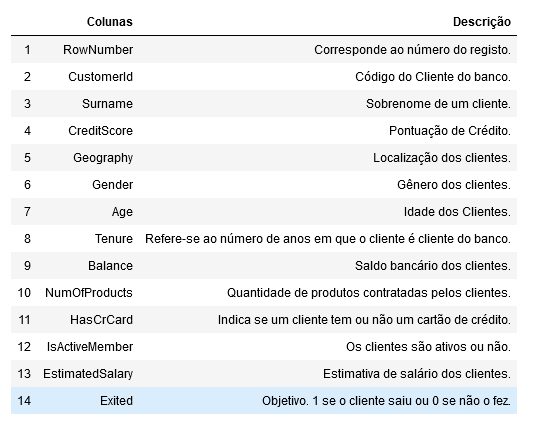 Colunas Descrição
1 RowNumber Corresponde ao número do registo.
2 CustomerId Código do Cliente do banco.
3 Surname Sobrenome de um cliente.
4 CreditScore Pontuação de Crédito.
5 Geography Localização dos clientes.
6 Gender Gênero dos clientes.
7 Age Idade dos Clientes.
8 Tenure Refere-se ao número de anos em que o cliente é cliente do banco.
9 Balance Saldo bancário dos clientes.
10 NumOfProducts Quantidade de produtos contratadas pelos clientes.
11 HasCrCard Indica se um cliente tem ou não um cartão de crédito.
12 IsActiveMember Os clientes são ativos ou não.
13 EstimatedSalary Estimativa de salário dos clientes.
14 Exited Objetivo. 1 se o cliente saiu ou 0 se não o fez.